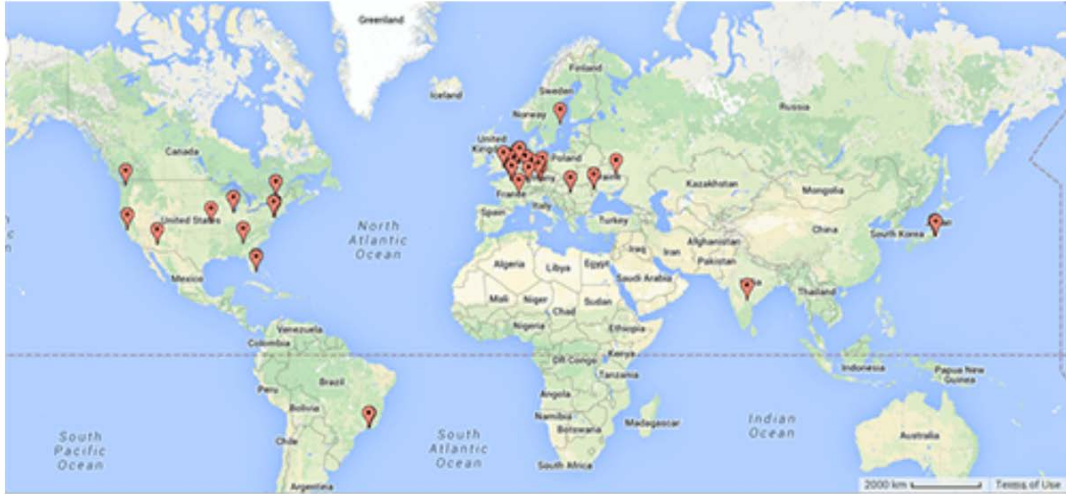 Greenland
Iceland
Finland
Sweden
Norway
Russia
Canada
United
Kingdom
Poland
France
Kazakhstan
Mongolia
Italy
Spain
Turkey
United States
North
Atlantic
Ocean
China
South Korea
Afghanistan
Iraq
Iran
Pakistan
Algeria
Libya
Egypt
Saudi Arabia
Mexico
Mali
Niger
Sudan
Chad
Thailand
Nigeria
Ethiopia
Venezuela
Colombia
Kenya
DR Congo
Tanzania
Indonesia
Papua New
Guinea
Brazil
Peru
Bolivia
Angola
Namibia
Botswana
Madagascar
Indian
Ocean
Chile
South
Pacific
Ocean
South
Atlantic
Ocean
Australia
South Africa
Argentina
2000 km
Terms of Use